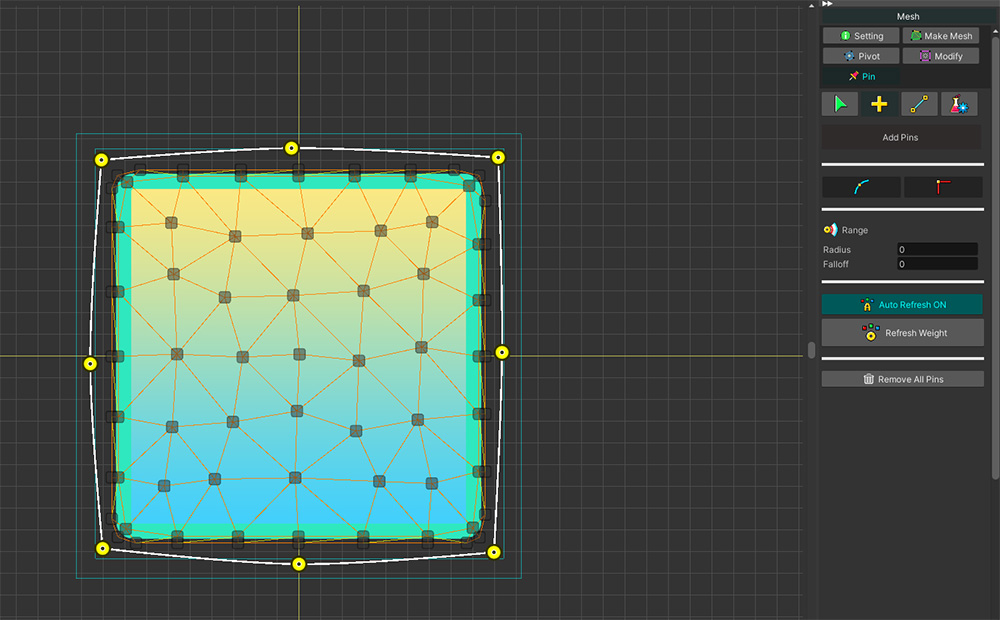 Mesh
Setting
Make Mesh
Pivot
Modify
Pin
Add Pins
Range
Radius 0
Falloff 0
Auto Refresh ON
Refresh Weight
Remove All Pins